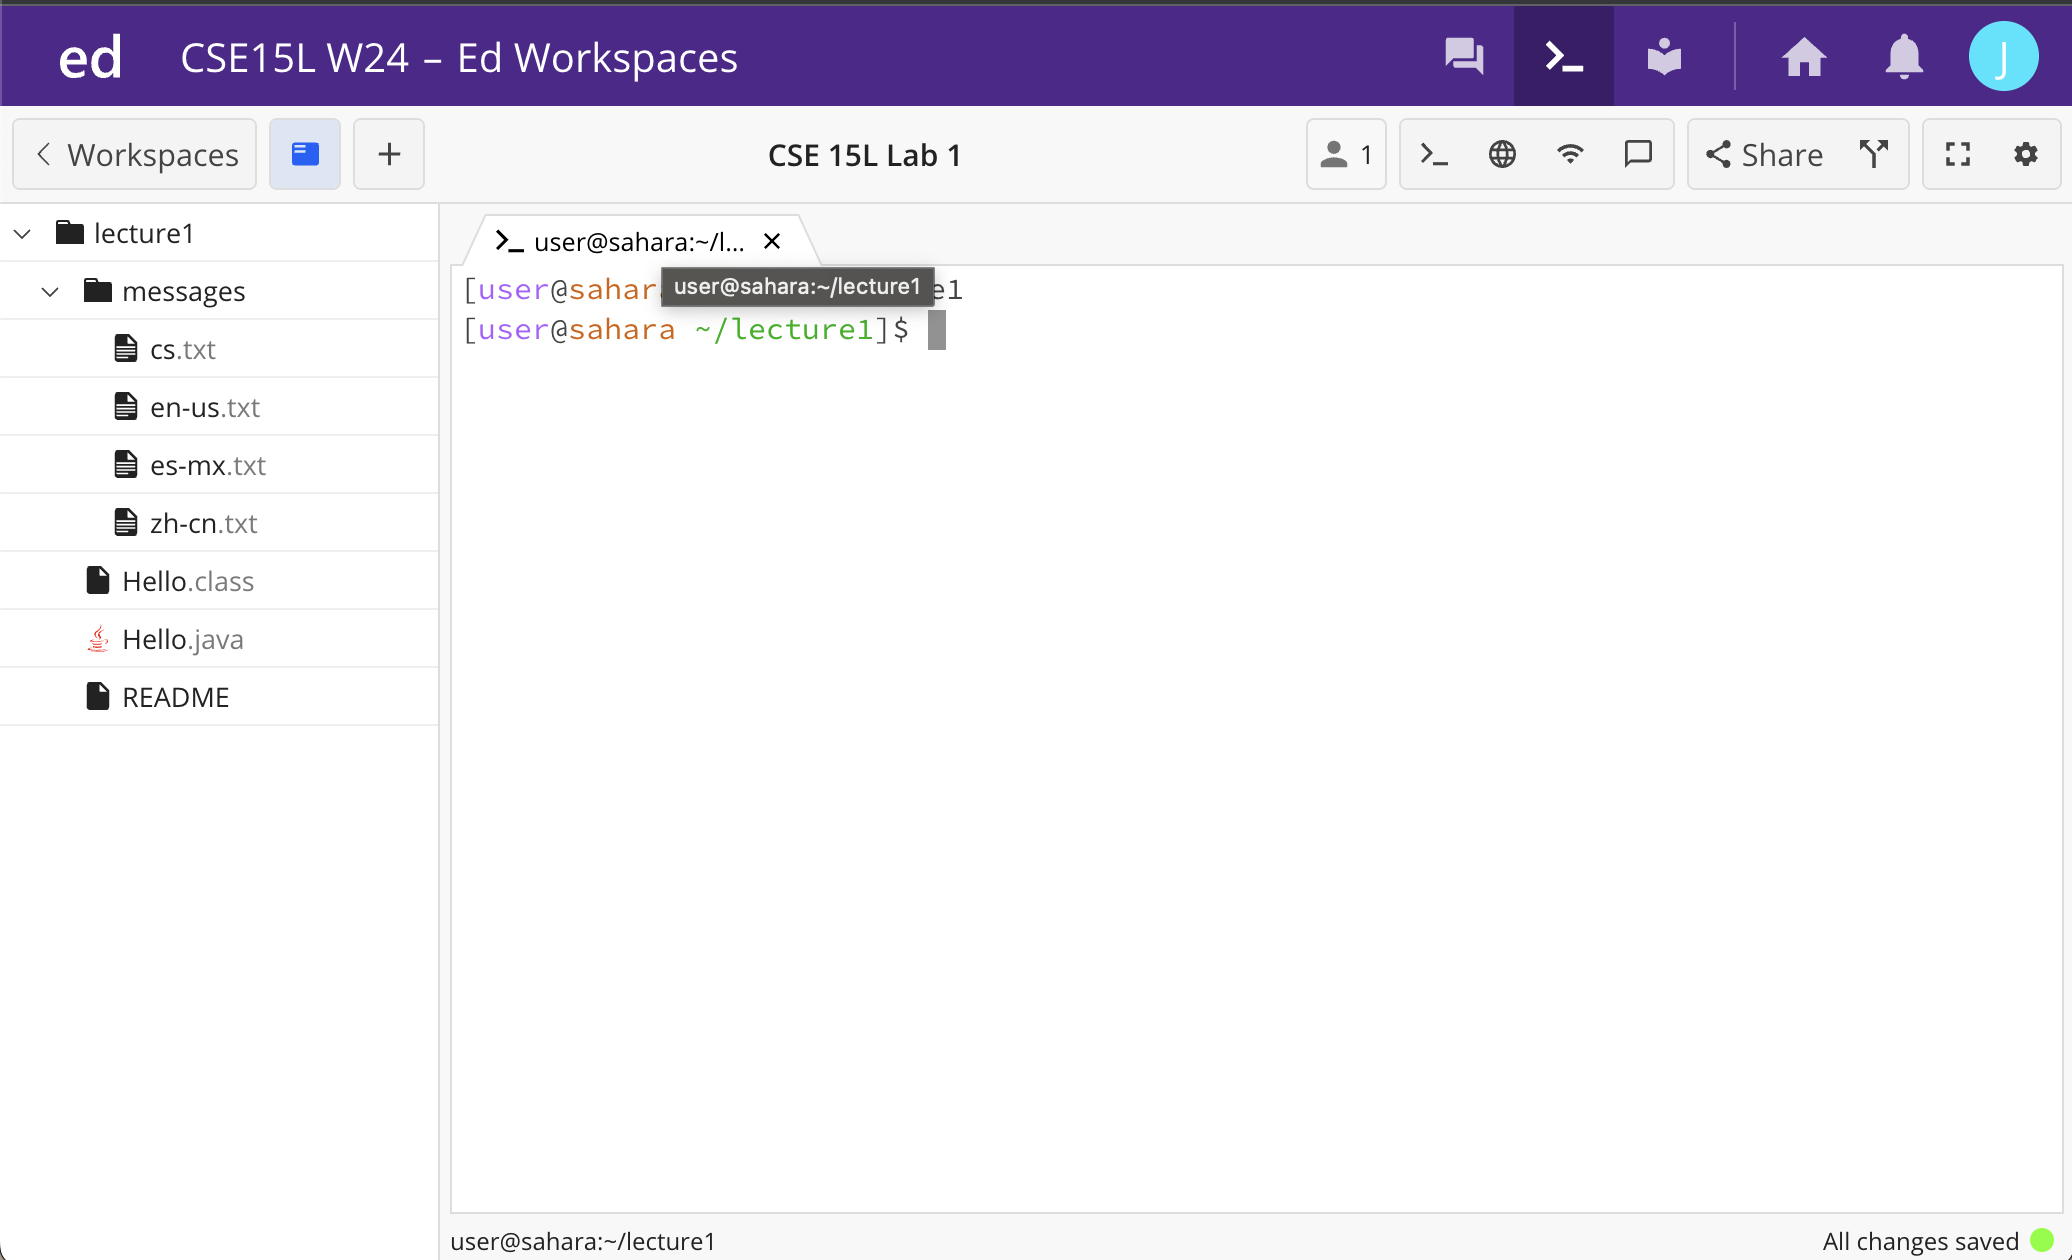 ed CSE15L W24 – Ed Workspaces J
Workspaces CSE 15L Lab 1 1 Share
lecture1
messages
cs.txt
en-us.txt
es-mx.txt
zh-cn.txt
Hello.class
Hello.java
README
user@sahara:~/l...
user@sahara:~/lecture1
[user@sahar e1
[user@sahara ~/lecture1]$
user@sahara:~/lecture1 All changes saved